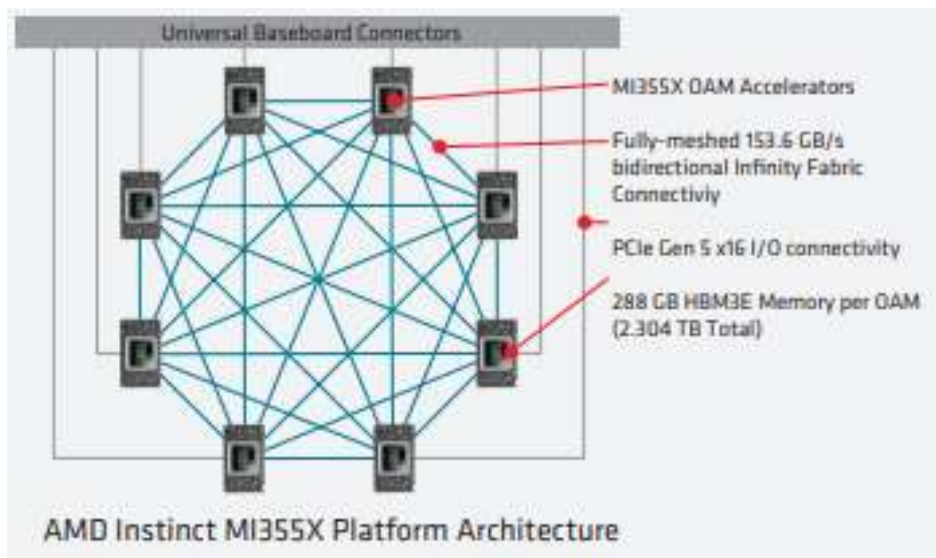 Universal Baseboard Connectors
MI355X OAM Accelerators
Fully-meshed 153.6 GB/s
bidirectional Infinity Fabric
Connectiviy
PCIe Gen 5 x16 I/O connectivity
288 GB HBM3E Memory per OAM
(2.304 TB Total)
AMD Instinct MI355X Platform Architecture